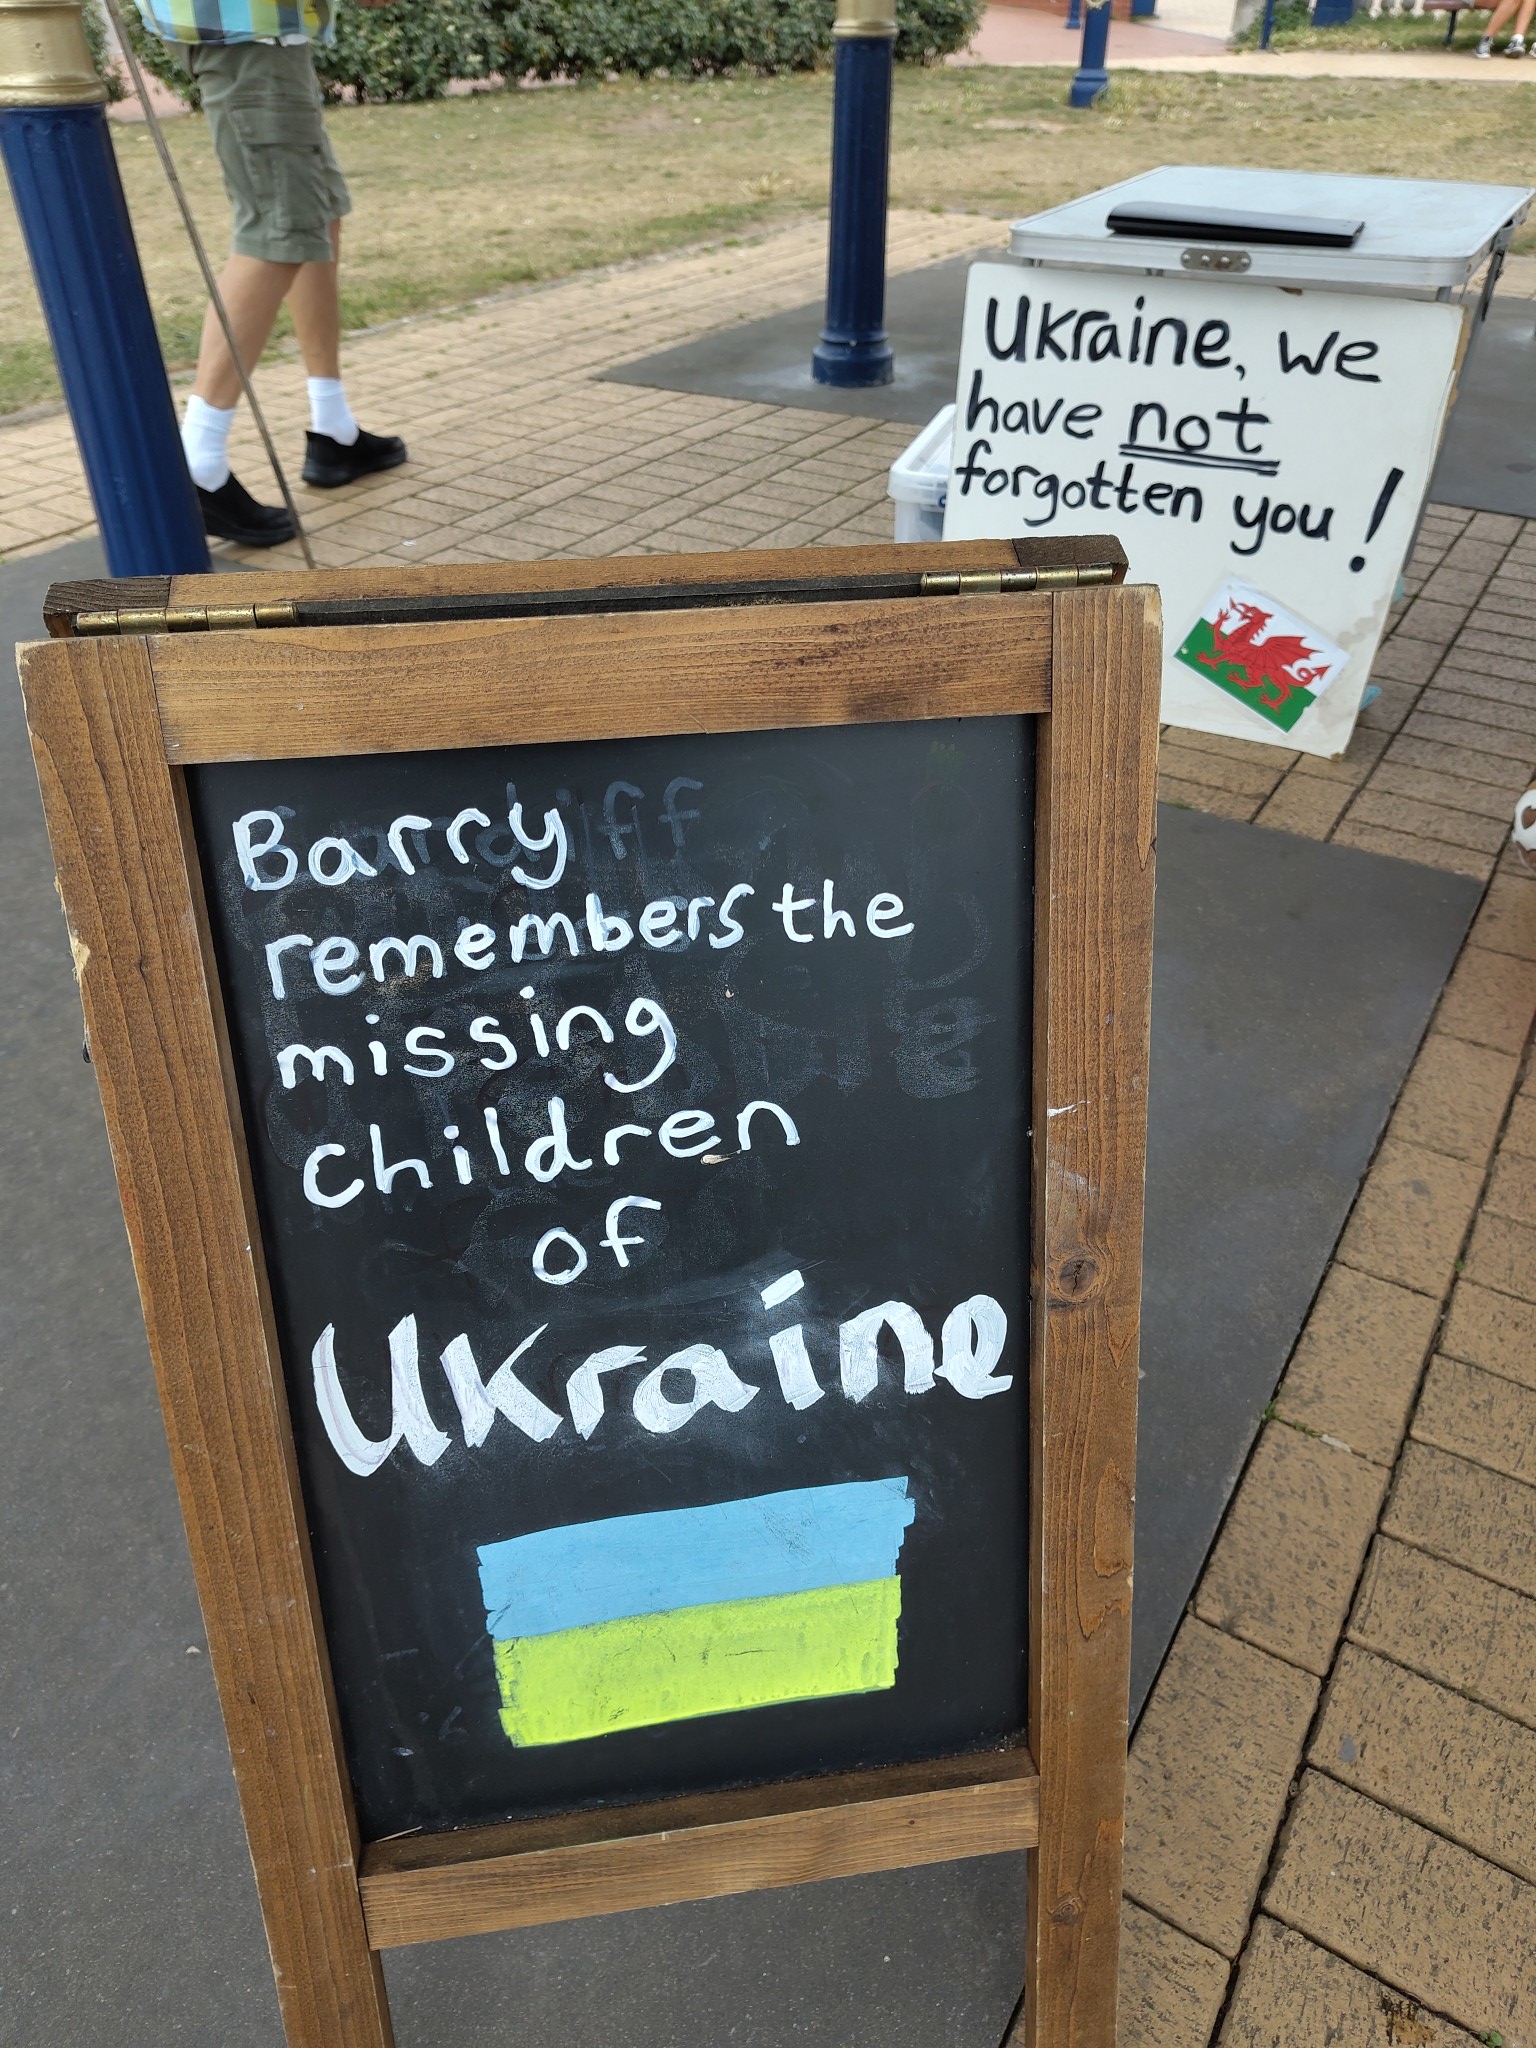 Ukraine, we
have not
forgotten you!
Barry
remembers the
missing
children
of
Ukraine